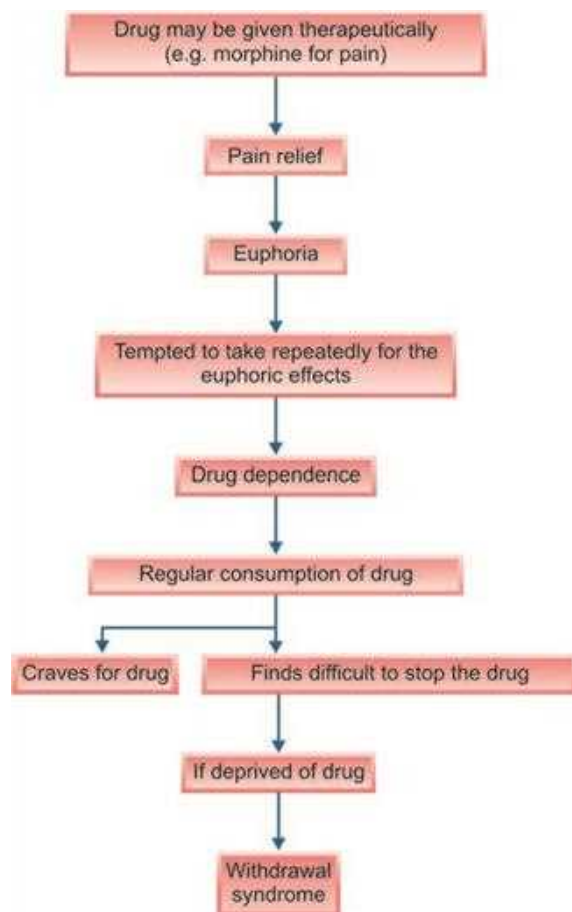 Drug may be given therapeutically
(e.g. morphine for pain)
Pain relief
Euphoria
Tempted to take repeatedly for the
euphoric effects
Drug dependence
Regular consumption of drug
Craves for drug
Finds difficult to stop the drug
If deprived of drug
Withdrawal
syndrome